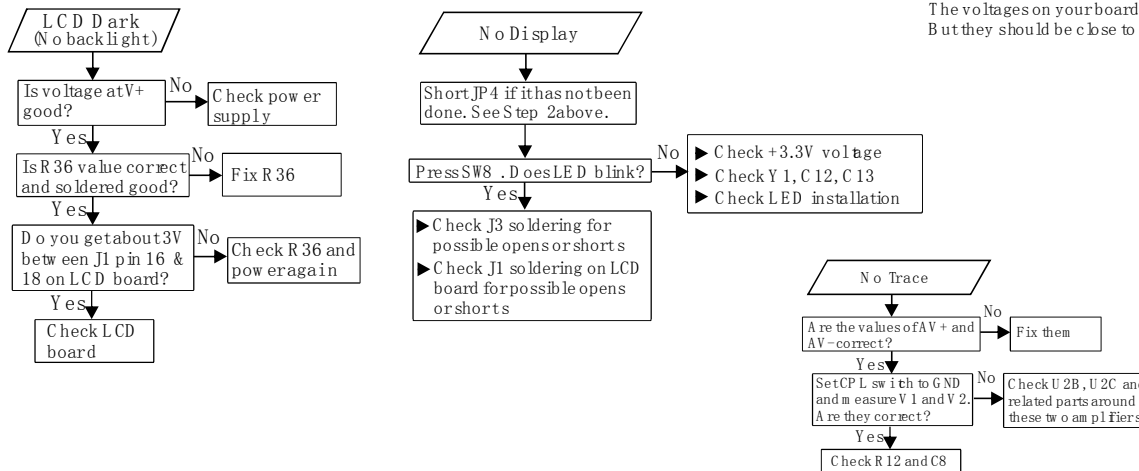 LCD Dark
(No backlight)
Is voltage at V+
good?
No
Check power
supply
Yes
Is R36 value correct
and soldered good?
No
Fix R36
Yes
Do you get about 3V
between J1 pin 16 &
18 on LCD board?
No
Check R36 and
power again
Yes
Check LCD
board
No Display
Short JP4 if it has not been
done. See Step 2 above.
Press SW8. Does LED blink?
No
▶ Check +3.3V voltage
▶ Check Y1, C12, C13
▶ Check LED installation
Yes
▶ Check J3 soldering for
possible opens or shorts
▶ Check J1 soldering on LCD
board for possible opens
or shorts
The voltages on your board
But they should be close to
No Trace
Are the values of AV+ and
AV- correct?
No
Fix them
Yes
Set CPL switch to GND
and measure V1 and V2.
Are they correct?
No
Check U2B, U2C and
related parts around
these two amplifiers
Yes
Check R12 and C8